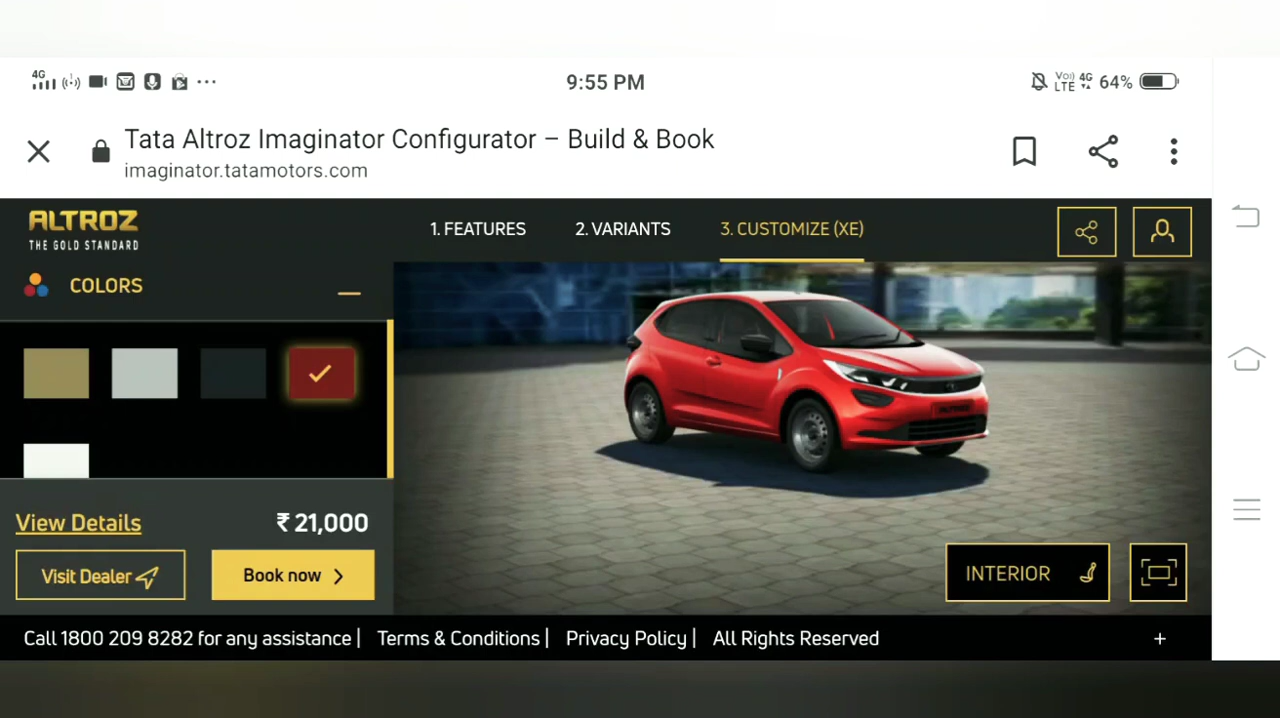 4G
9:55 PM
Vo) LTE 4G 64%
Tata Altroz Imaginator Configurator – Build & Book
imaginator.tatamotors.com
ALTROZ
THE GOLD STANDARD
1. FEATURES
2. VARIANTS
3. CUSTOMIZE (XE)
COLORS
ALTROZ
View Details
₹ 21,000
Visit Dealer
Book now
INTERIOR
Call 1800 209 8282 for any assistance | Terms & Conditions | Privacy Policy | All Rights Reserved